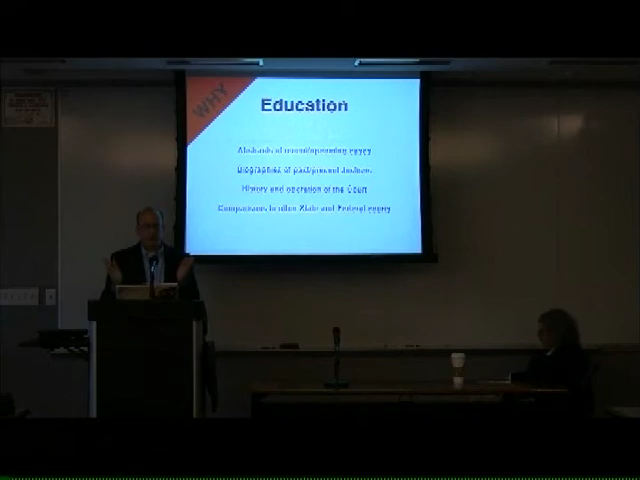 WHY
Education
Abstracts of recent/upcoming cases
Biographies of past/present Justices
History and operation of the Court
Comparisons to other State and Federal courts